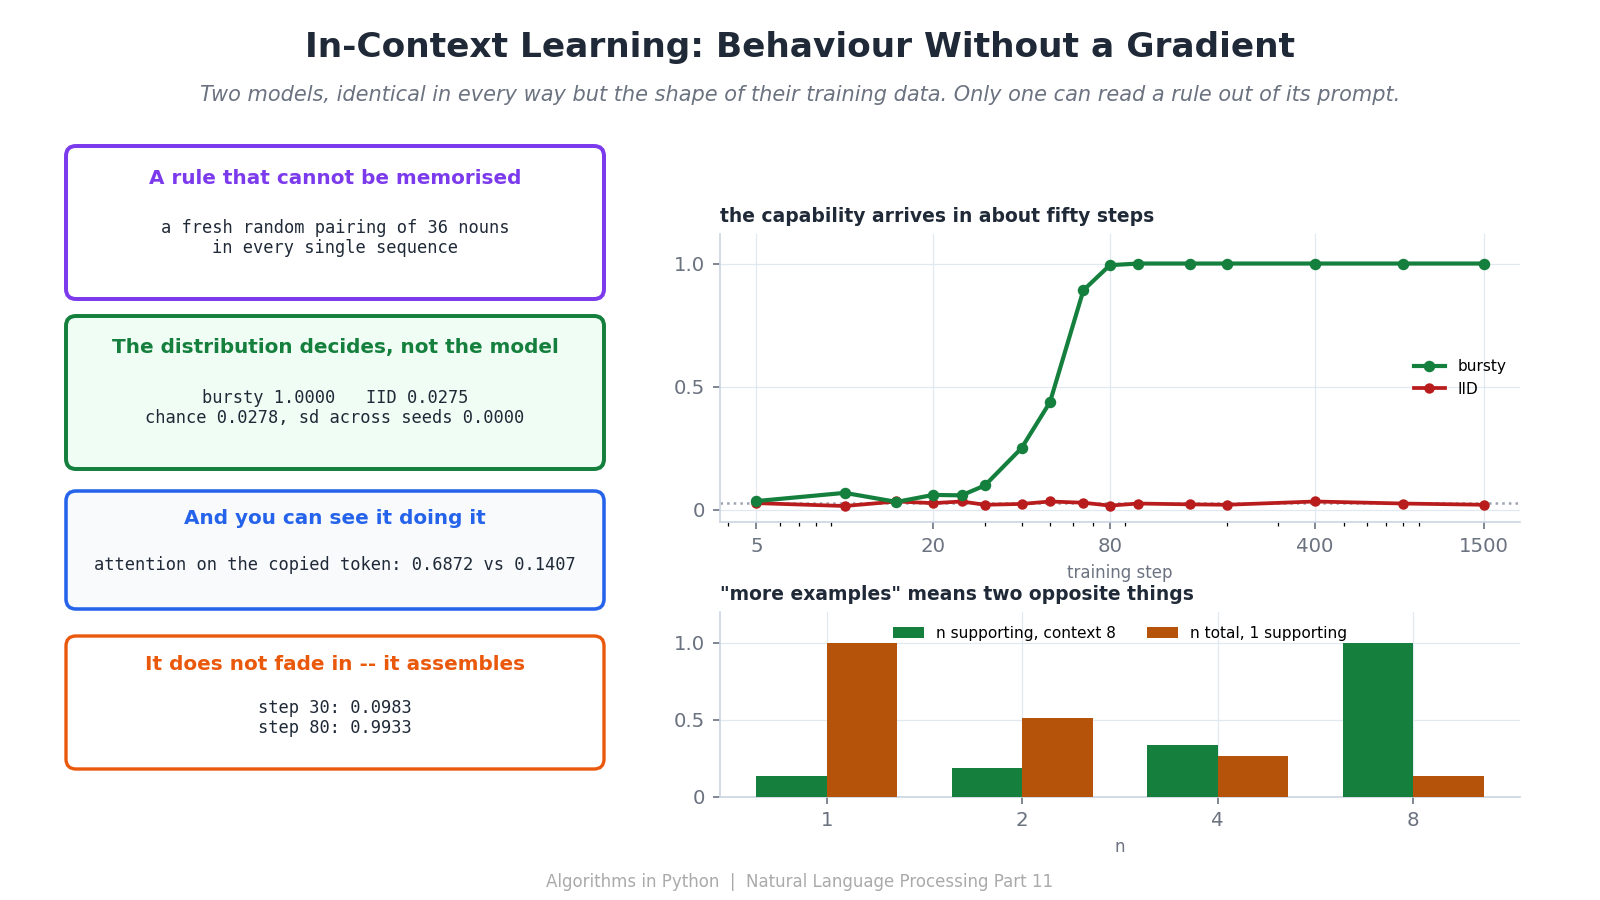 In-Context Learning: Behaviour Without a Gradient
Two models, identical in every way but the shape of their training data. Only one can read a rule out of its prompt.
A rule that cannot be memorised
a fresh random pairing of 36 nouns
in every single sequence
The distribution decides, not the model
bursty 1.0000   IID 0.0275
chance 0.0278, sd across seeds 0.0000
And you can see it doing it
attention on the copied token: 0.6872 vs 0.1407
It does not fade in -- it assembles
step 30: 0.0983
step 80: 0.9933
the capability arrives in about fifty steps
1.0
0.5
0
bursty
IID
5 20 80 400 1500
training step
"more examples" means two opposite things
n supporting, context 8
n total, 1 supporting
1.0
0.5
0
1 2 4 8
n
Algorithms in Python | Natural Language Processing Part 11